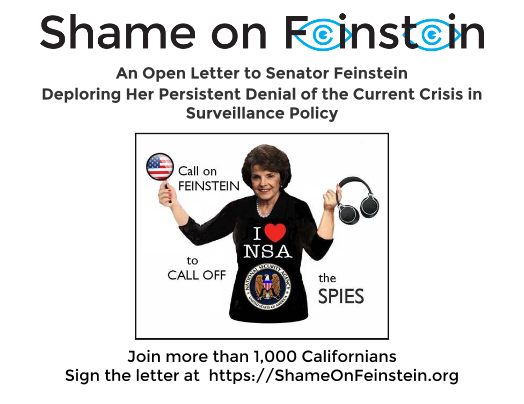 Shame on Feinstein
An Open Letter to Senator Feinstein
Deploring Her Persistent Denial of the Current Crisis in
Surveillance Policy
Call on
FEINSTEIN
I ❤ NSA
to
CALL OFF
the
SPIES
Join more than 1,000 Californians
Sign the letter at https://ShameOnFeinstein.org